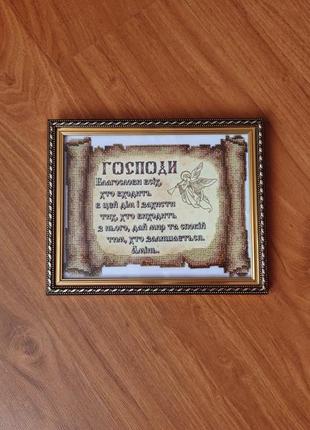 ГОСПОДИ
Благослови всіх,
хто входить
в цей дім і захисти
тих, хто виходить
з нього, дай мир та спокій
тим, хто залишається.
Амінь.